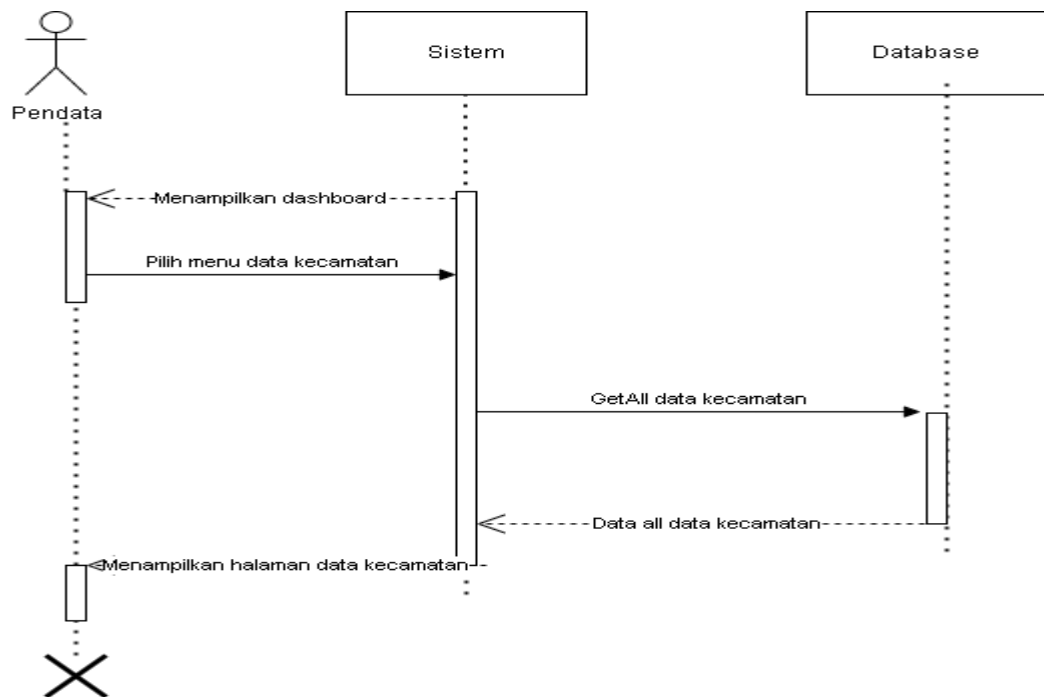 Sistem
Database
Pendata
Menampilkan dashboard
Pilih menu data kecamatan
GetAll data kecamatan
Data all data kecamatan
Menampilkan halaman data kecamatan